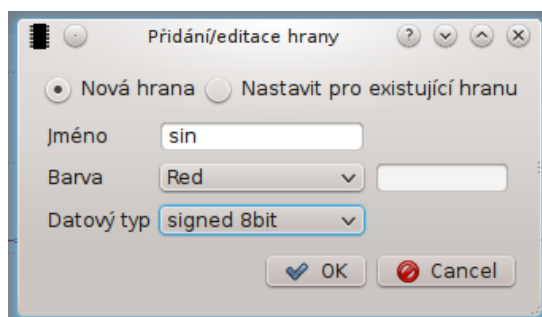 Přidání/editace hrany
Nová hrana Nastavit pro existující hranu
Jméno sin
Barva Red
Datový typ signed 8bit
OK Cancel